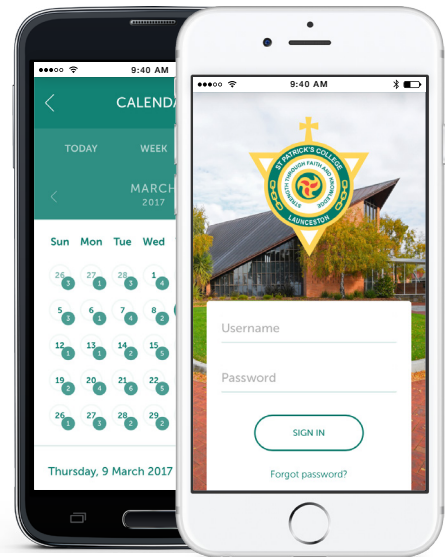 9:40 AM
CALENDA
TODAY WEEK
MARCH
2017
Sun Mon Tue Wed
26 3 27 1 28 3 1 4
5 3 6 1 7 4 8 2
12 1 13 1 14 2 15 5
19 2 20 4 21 6 22 5
26 1 27 3 28 2 29 2
Thursday, 9 March 2017
9:40 AM
ST PATRICK'S COLLEGE
STRENGTH THROUGH FAITH AND KNOWLEDGE
LAUNCESTON
Username
Password
SIGN IN
Forgot password?